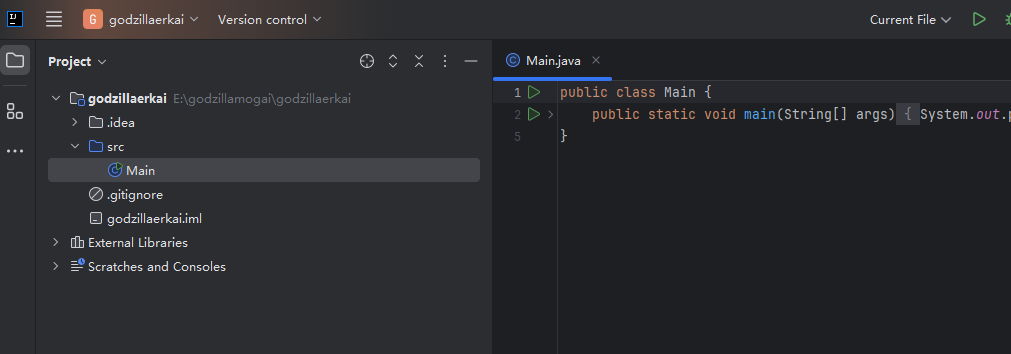 IJ
G godzillaerkai Version control Current File
Project
Main.java
godzillaerkai E:\godzillamogai\godzillaerkai
.idea
src
Main
.gitignore
godzillaerkai.iml
External Libraries
Scratches and Consoles
1 public class Main {
2 public static void main(String[] args) { System.out.p
5 }